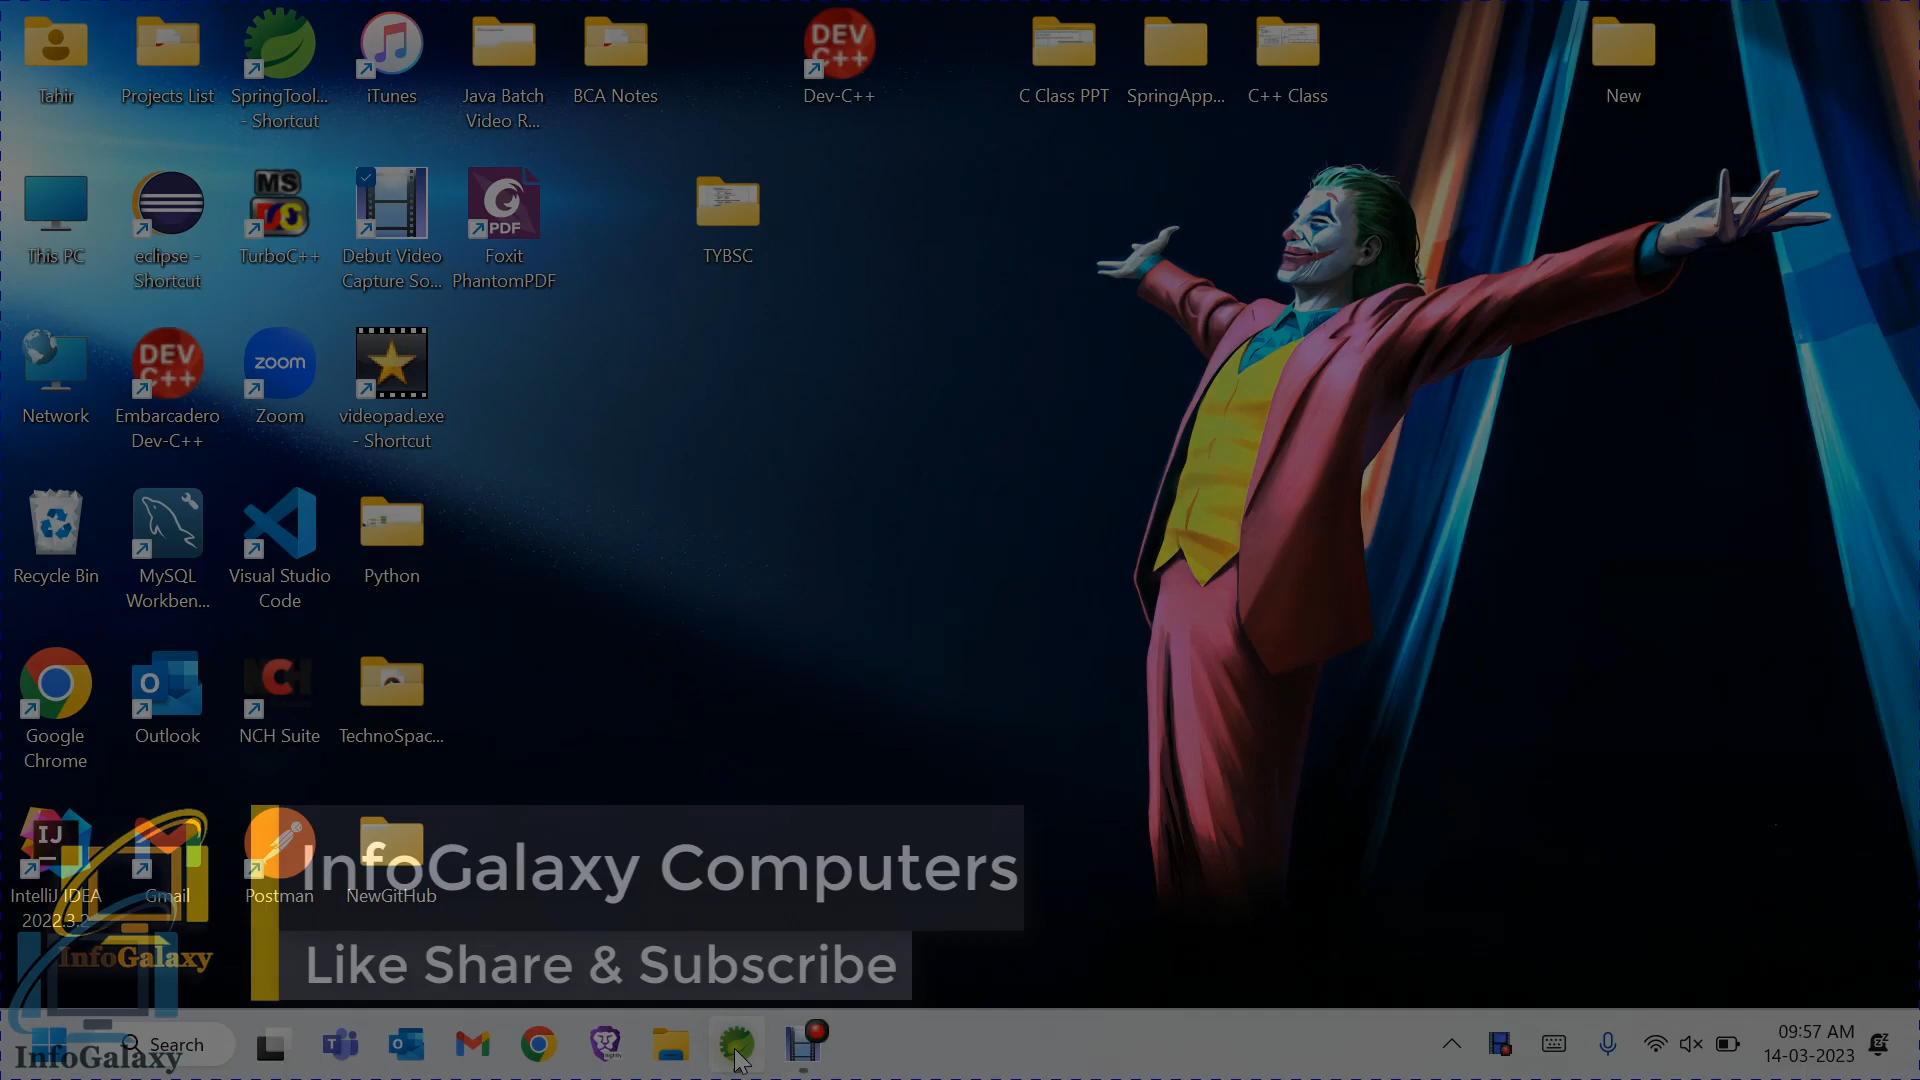 Tahir
Projects List
SpringTool...
- Shortcut
iTunes
Java Batch
Video R...
BCA Notes
DEV
C++
Dev-C++
C Class PPT
SpringApp...
C++ Class
New
This PC
eclipse -
Shortcut
MS
TurboC++
Debut Video
Capture So...
PDF
Foxit
PhantomPDF
TYBSC
Network
DEV
C++
Embarcadero
Dev-C++
zoom
Zoom
videopad.exe
- Shortcut
Recycle Bin
MySQL
Workben...
Visual Studio
Code
Python
Google
Chrome
O
Outlook
NCH
NCH Suite
TechnoSpac...
IJ
IntelliJ IDEA
2022.3.2
Gmail
Postman
NewGitHub
InfoGalaxy Computers
Like Share & Subscribe
InfoGalaxy
InfoGalaxy
Search
09:57 AM
14-03-2023